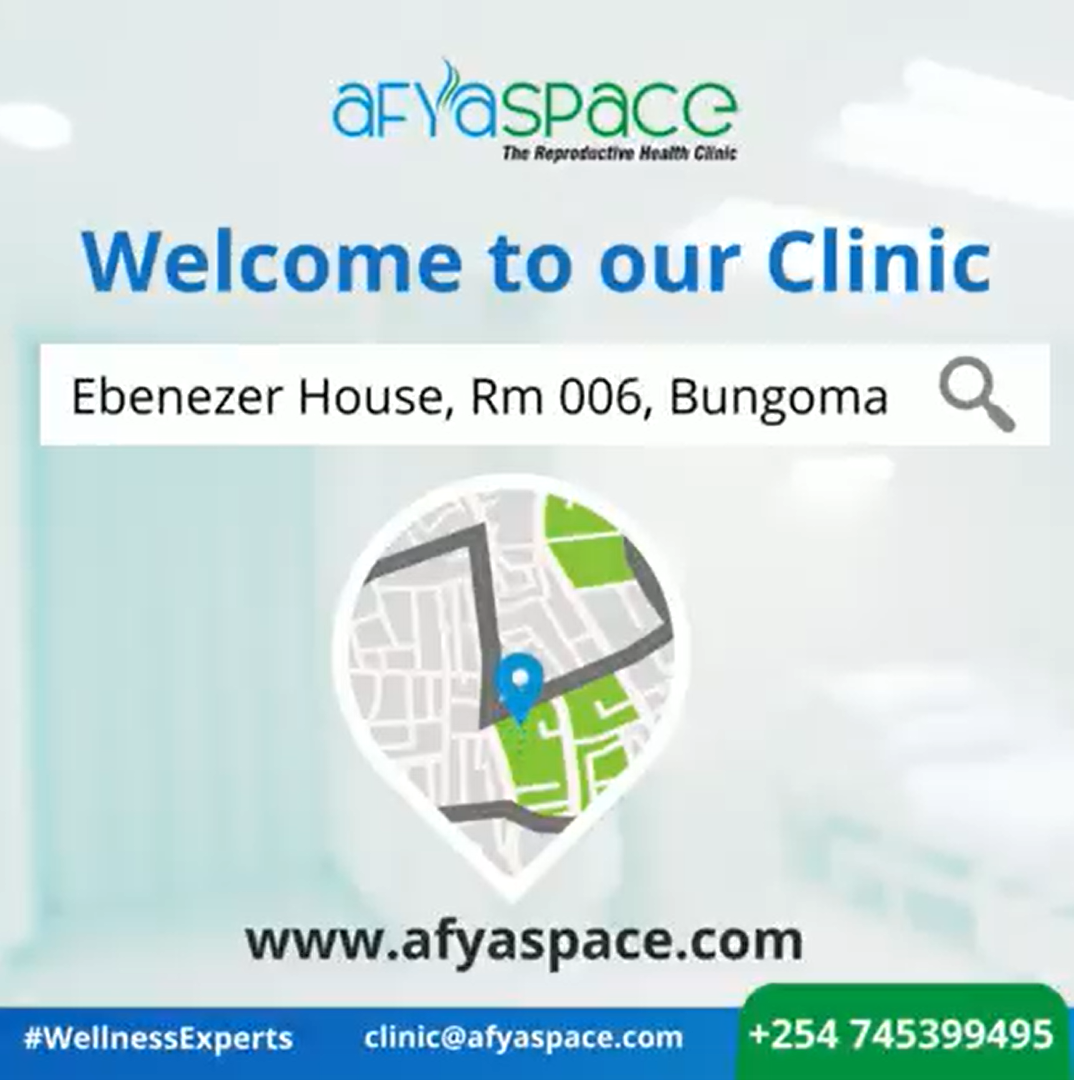 aFYaspace
The Reproductive Health Clinic
Welcome to our Clinic
Ebenezer House, Rm 006, Bungoma
www.afyaspace.com
#WellnessExperts
clinic@afyaspace.com
+254 745399495